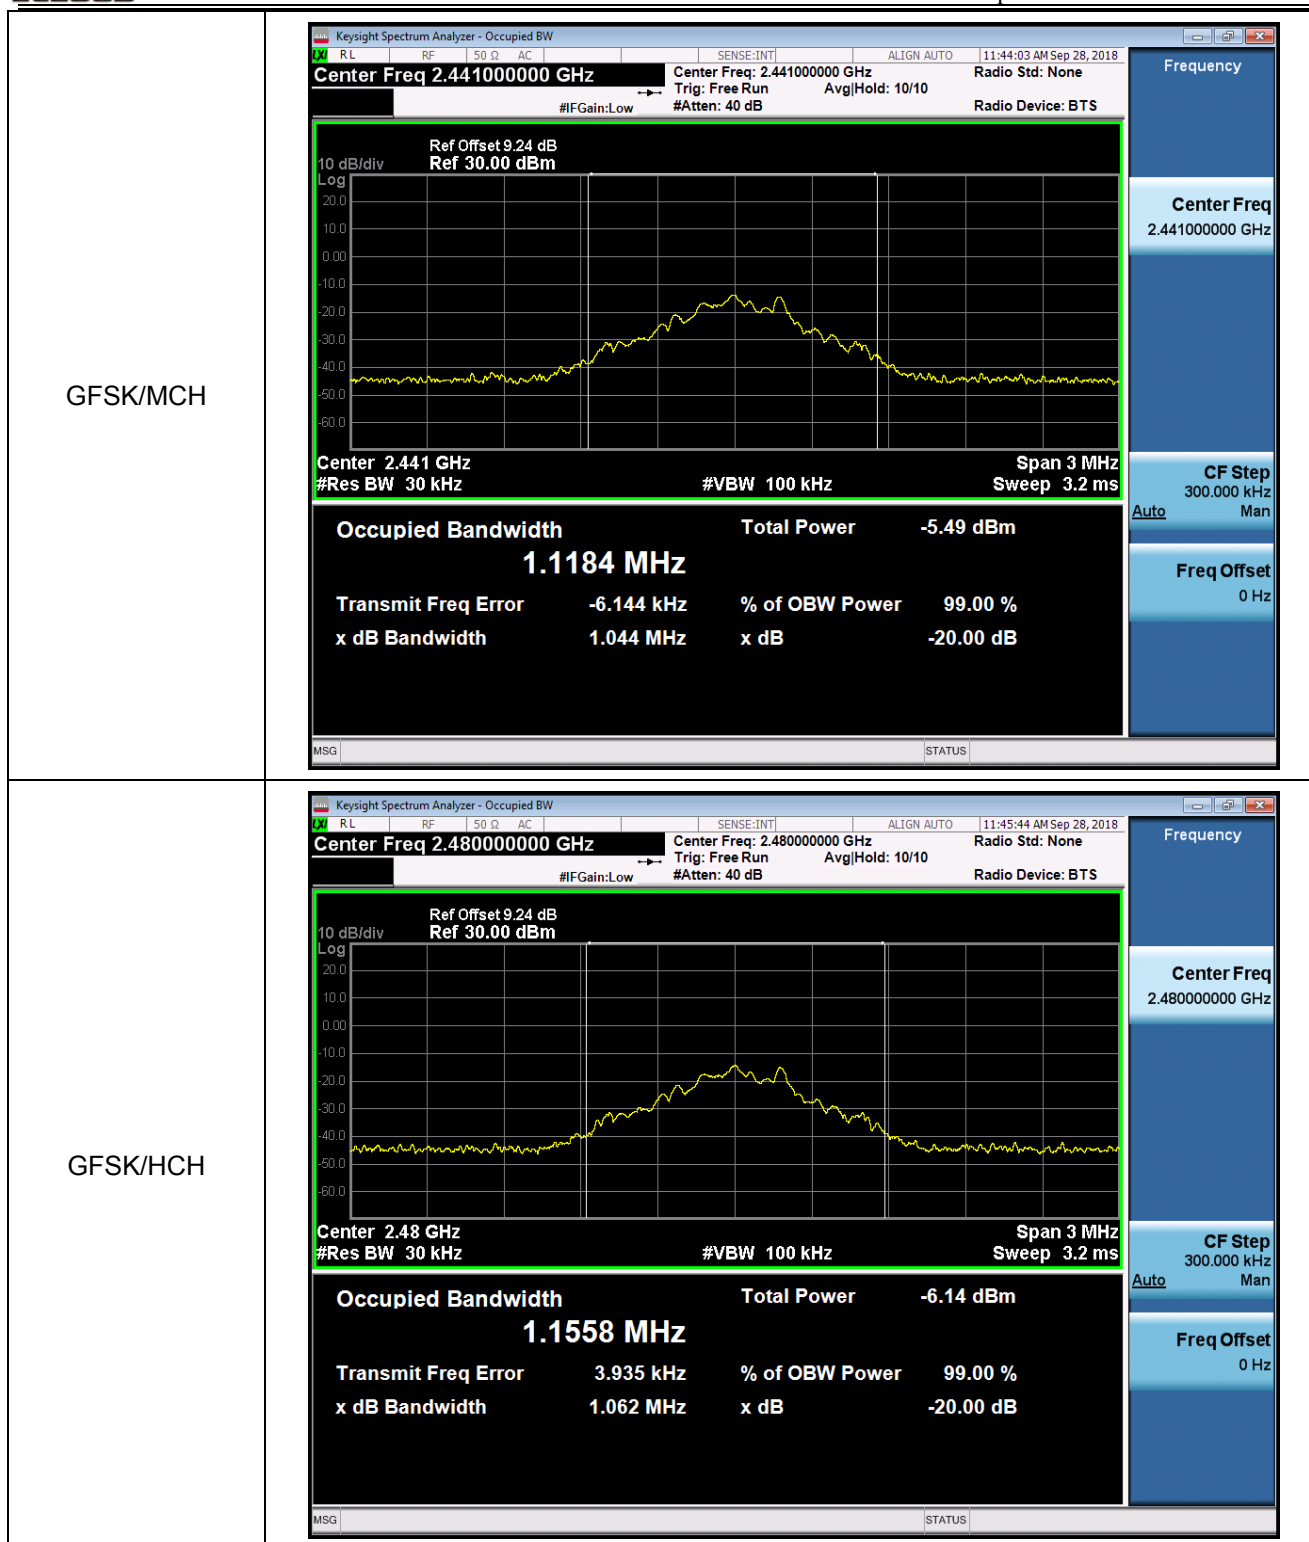 GFSK/MCH
Keysight Spectrum Analyzer - Occupied BW
LXI RL RF 50 Ω AC SENSE:INT ALIGN AUTO 11:44:03 AM Sep 28, 2018
Center Freq 2.441000000 GHz
Center Freq: 2.441000000 GHz Radio Std: None
Trig: Free Run Avg|Hold: 10/10
#IFGain:Low #Atten: 40 dB Radio Device: BTS
Frequency
Ref Offset 9.24 dB
10 dB/div Ref 30.00 dBm
Log
20.0
10.0
0.00
-10.0
-20.0
-30.0
-40.0
-50.0
-60.0
Center 2.441 GHz Span 3 MHz
#Res BW 30 kHz #VBW 100 kHz Sweep 3.2 ms
Occupied Bandwidth Total Power -5.49 dBm
1.1184 MHz
Transmit Freq Error -6.144 kHz % of OBW Power 99.00 %
x dB Bandwidth 1.044 MHz x dB -20.00 dB
Center Freq
2.441000000 GHz
CF Step
300.000 kHz
Auto Man
Freq Offset
0 Hz
MSG STATUS
GFSK/HCH
Keysight Spectrum Analyzer - Occupied BW
LXI RL RF 50 Ω AC SENSE:INT ALIGN AUTO 11:45:44 AM Sep 28, 2018
Center Freq 2.480000000 GHz
Center Freq: 2.480000000 GHz Radio Std: None
Trig: Free Run Avg|Hold: 10/10
#IFGain:Low #Atten: 40 dB Radio Device: BTS
Frequency
Ref Offset 9.24 dB
10 dB/div Ref 30.00 dBm
Log
20.0
10.0
0.00
-10.0
-20.0
-30.0
-40.0
-50.0
-60.0
Center 2.48 GHz Span 3 MHz
#Res BW 30 kHz #VBW 100 kHz Sweep 3.2 ms
Occupied Bandwidth Total Power -6.14 dBm
1.1558 MHz
Transmit Freq Error 3.935 kHz % of OBW Power 99.00 %
x dB Bandwidth 1.062 MHz x dB -20.00 dB
Center Freq
2.480000000 GHz
CF Step
300.000 kHz
Auto Man
Freq Offset
0 Hz
MSG STATUS